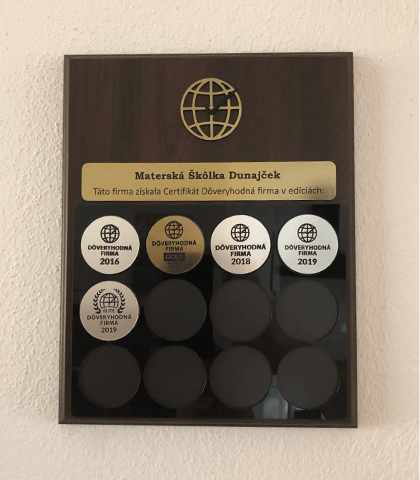 Materská Škôlka Dunajček
Táto firma získala Certifikát Dôveryhodná firma v edíciách:
DÔVERYHODNÁ
FIRMA
2016
DÔVERYHODNÁ
FIRMA
GOLD
DÔVERYHODNÁ
FIRMA
2018
DÔVERYHODNÁ
FIRMA
2019
ELITE
DÔVERYHODNÁ
FIRMA
2019